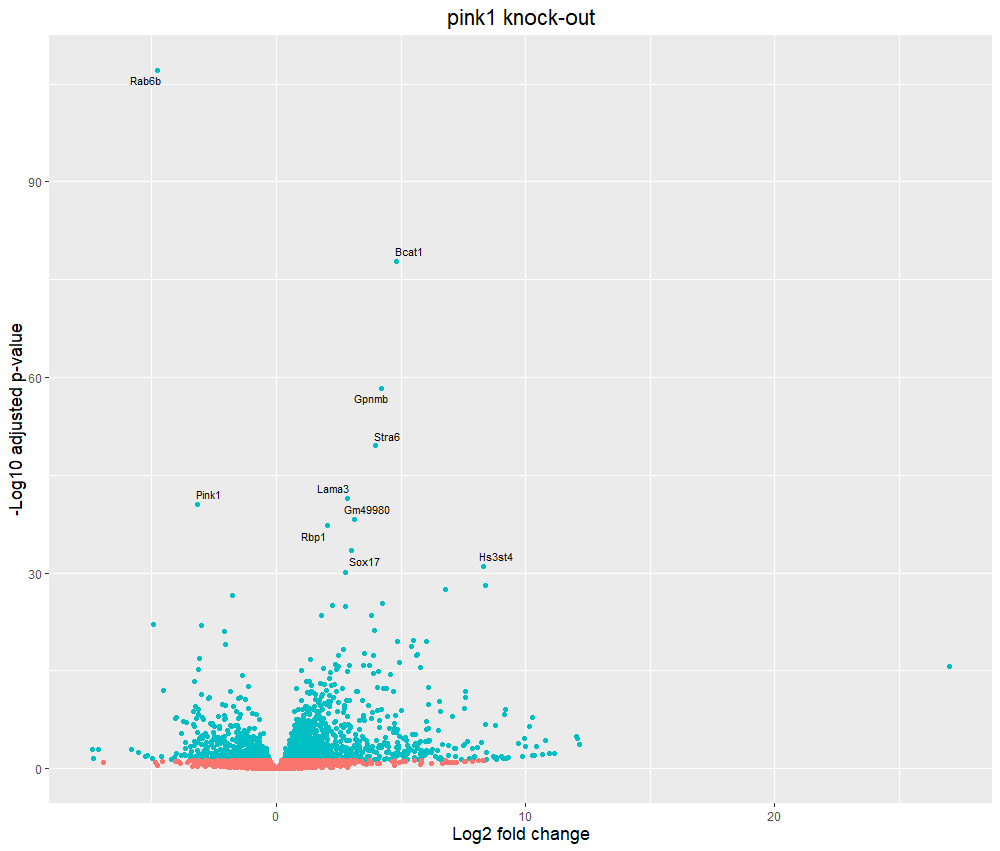 pink1 knock-out
Rab6b
90
Bcat1
60
Gpnmb
Stra6
Lama3
Pink1
Gm49980
Rbp1
Sox17
Hs3st4
30
0
-Log10 adjusted p-value
0
10
20
Log2 fold change